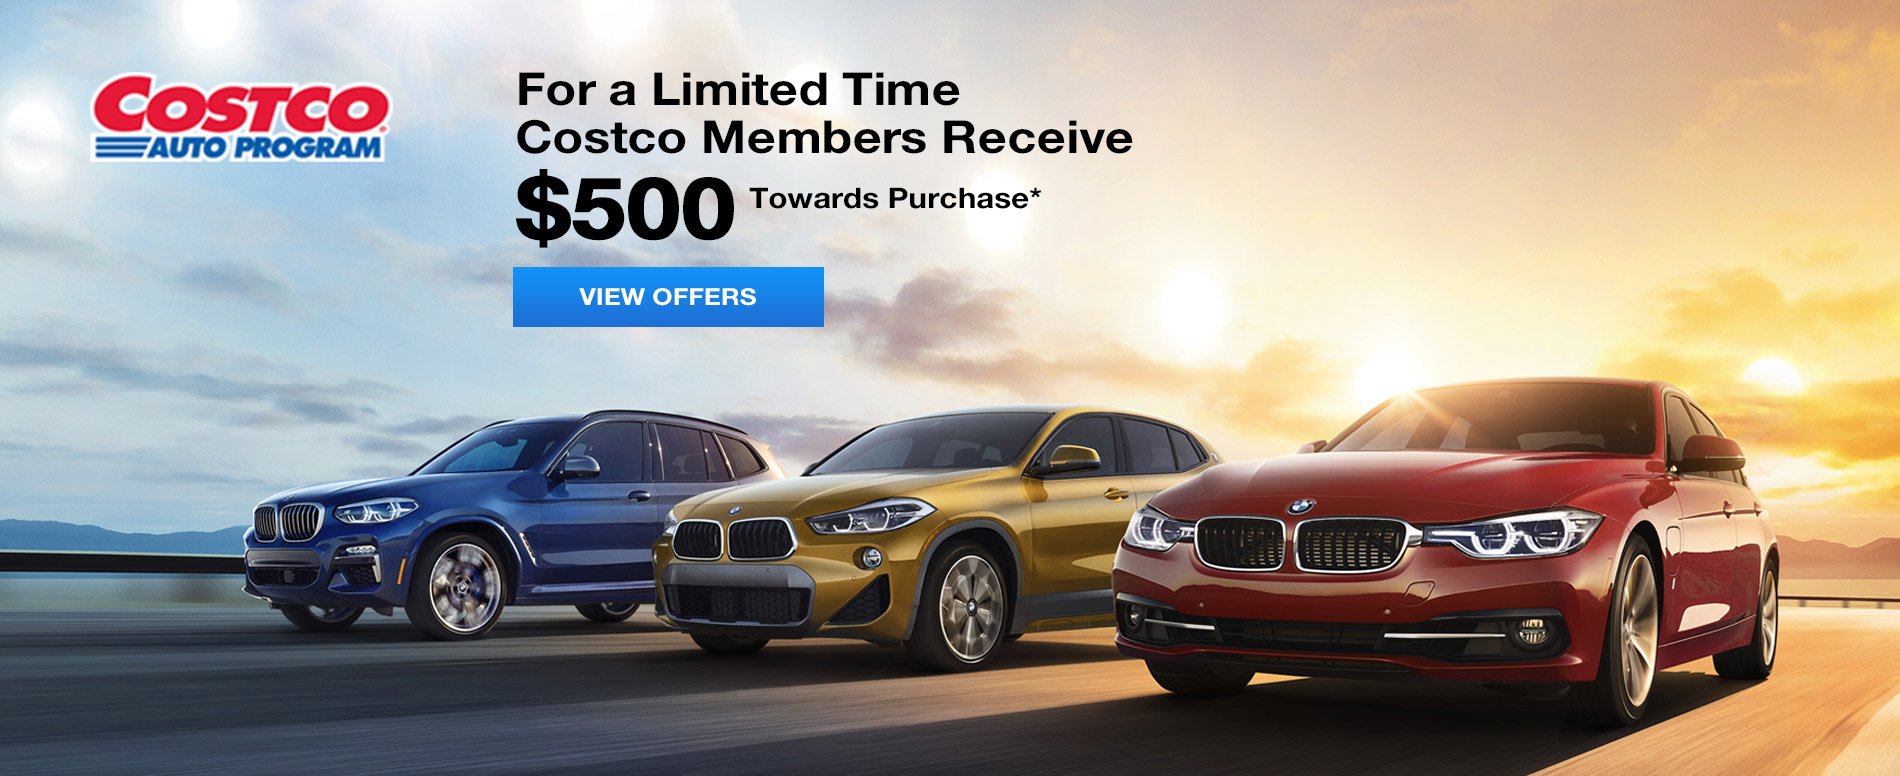 COSTCO
AUTO PROGRAM
For a Limited Time
Costco Members Receive
$500 Towards Purchase*
VIEW OFFERS